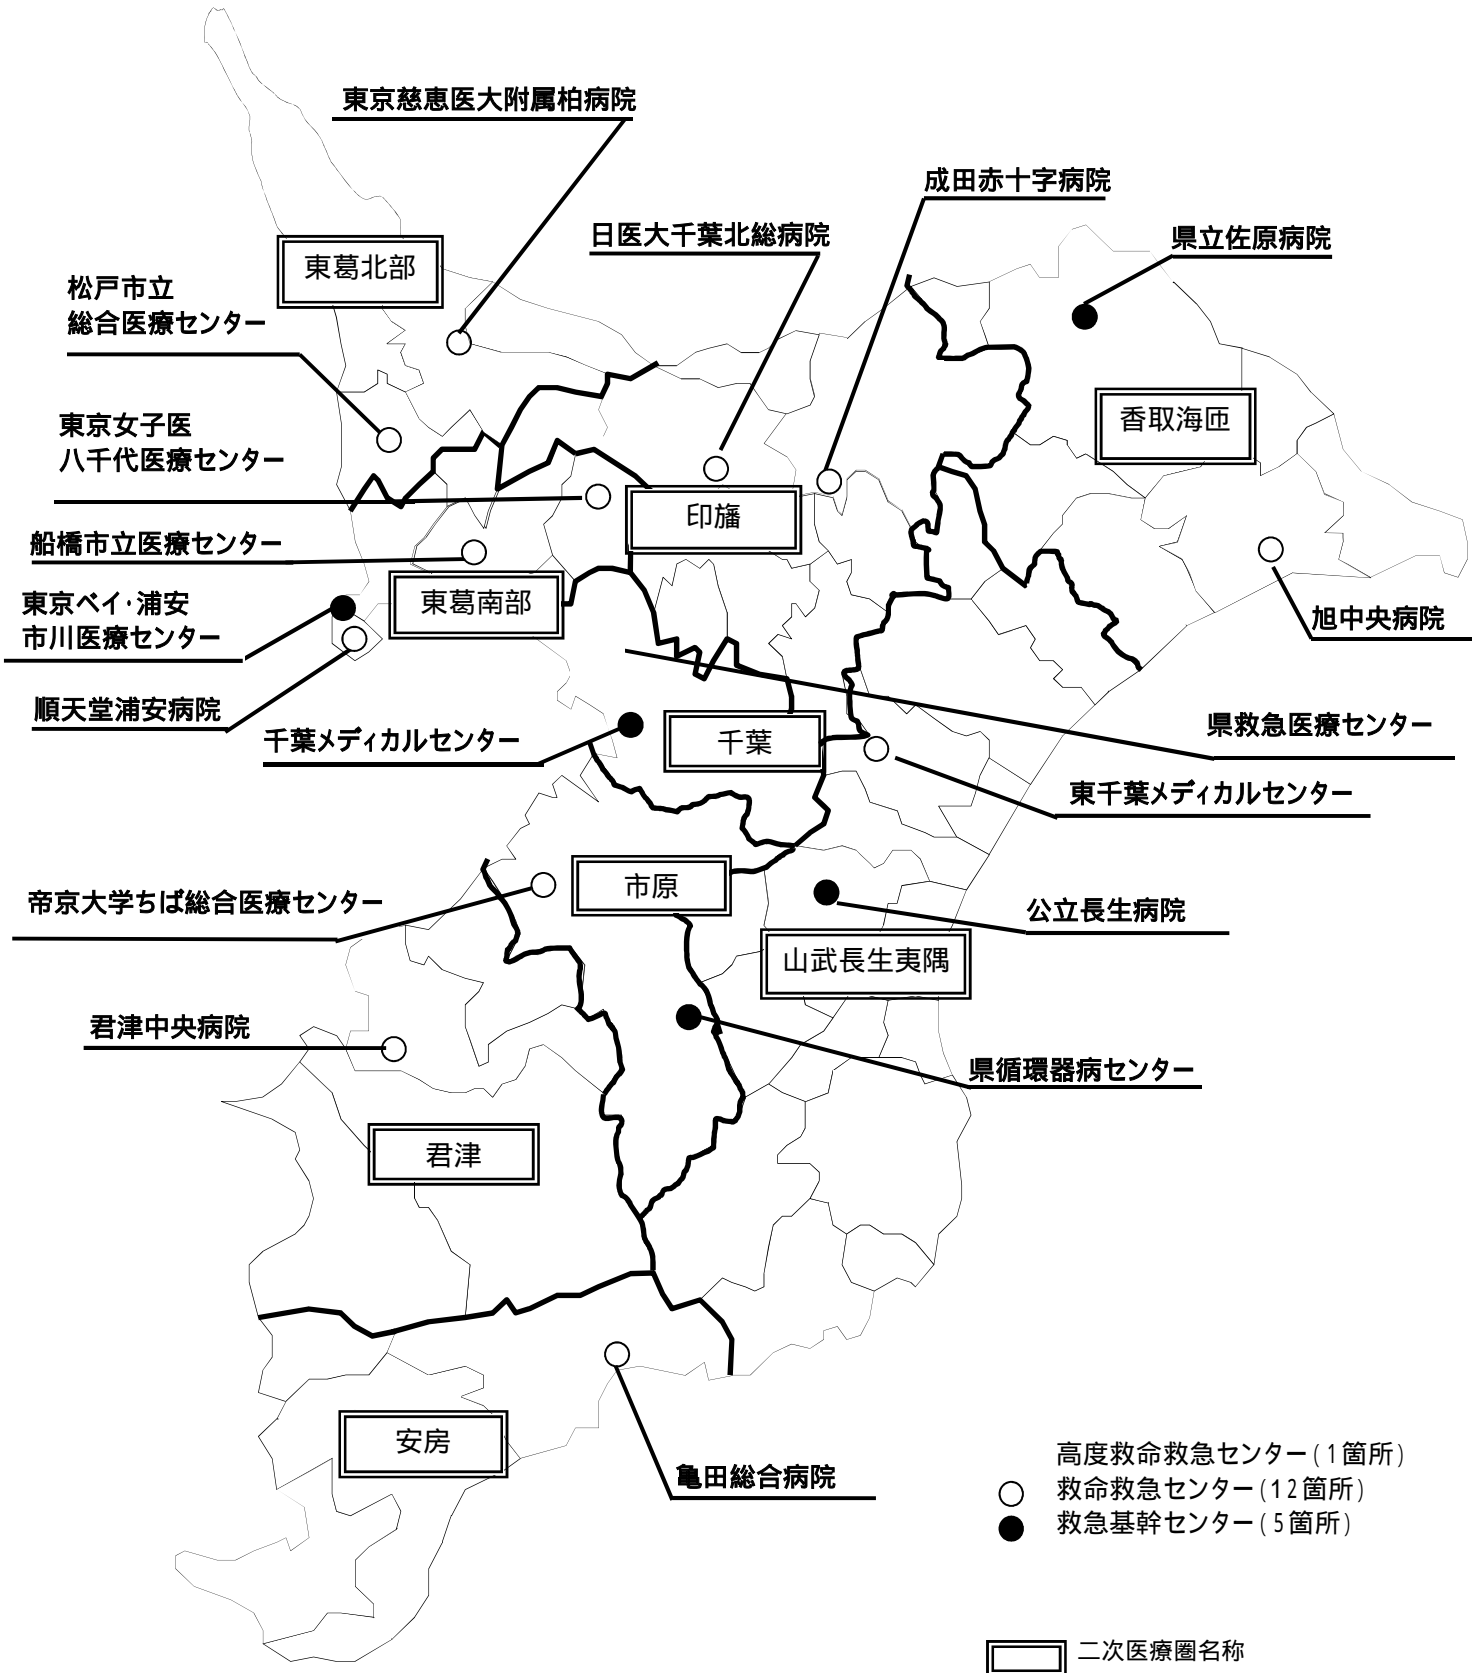 東京慈恵医大附属柏病院
成田赤十字病院
日医大千葉北総病院
県立佐原病院
東葛北部
松戸市立
総合医療センター
香取海匝
東京女子医
八千代医療センター
印旛
船橋市立医療センター
東葛南部
東京ベイ・浦安
市川医療センター
旭中央病院
順天堂浦安病院
千葉メディカルセンター
千葉
県救急医療センター
東千葉メディカルセンター
市原
帝京大学ちば総合医療センター
公立長生病院
山武長生夷隅
君津中央病院
県循環器病センター
君津
安房
亀田総合病院
高度救命救急センター(1箇所)
救命救急センター(12箇所)
救急基幹センター(5箇所)
二次医療圏名称